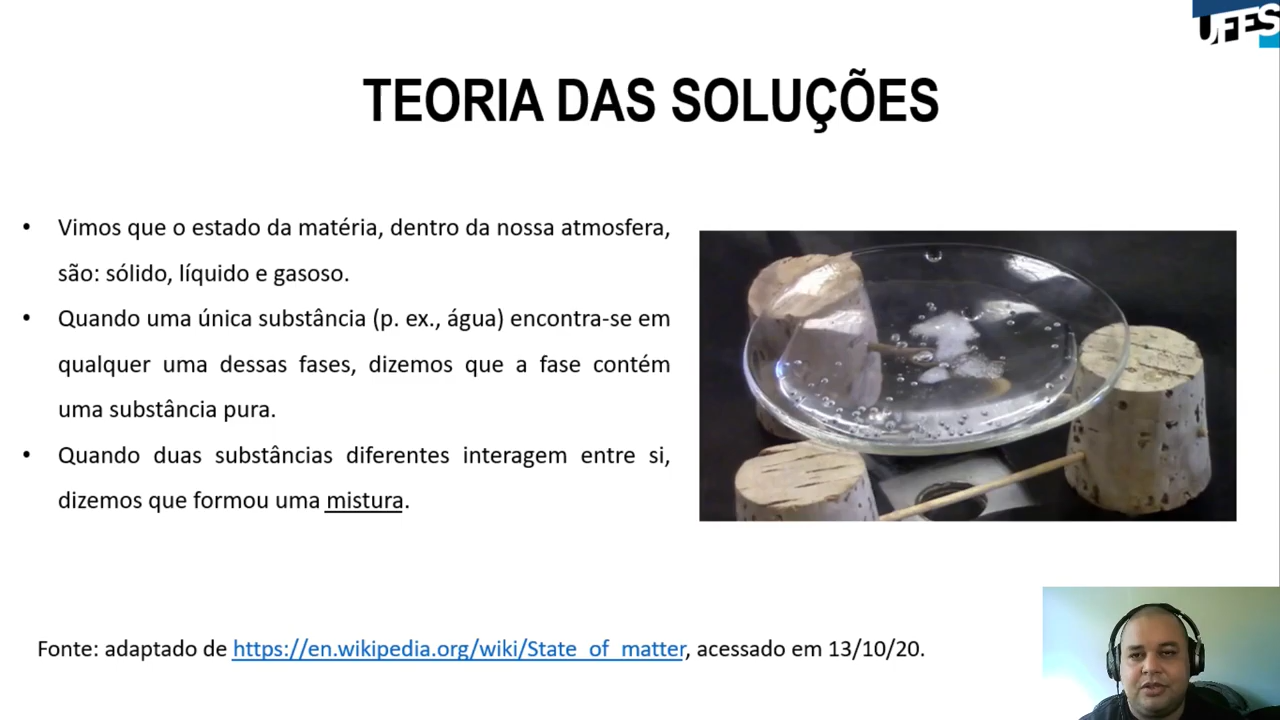 UFES
TEORIA DAS SOLUÇÕES
• Vimos que o estado da matéria, dentro da nossa atmosfera,
são: sólido, líquido e gasoso.
• Quando uma única substância (p. ex., água) encontra-se em
qualquer uma dessas fases, dizemos que a fase contém
uma substância pura.
• Quando duas substâncias diferentes interagem entre si,
dizemos que formou uma mistura.
Fonte: adaptado de https://en.wikipedia.org/wiki/State_of_matter, acessado em 13/10/20.